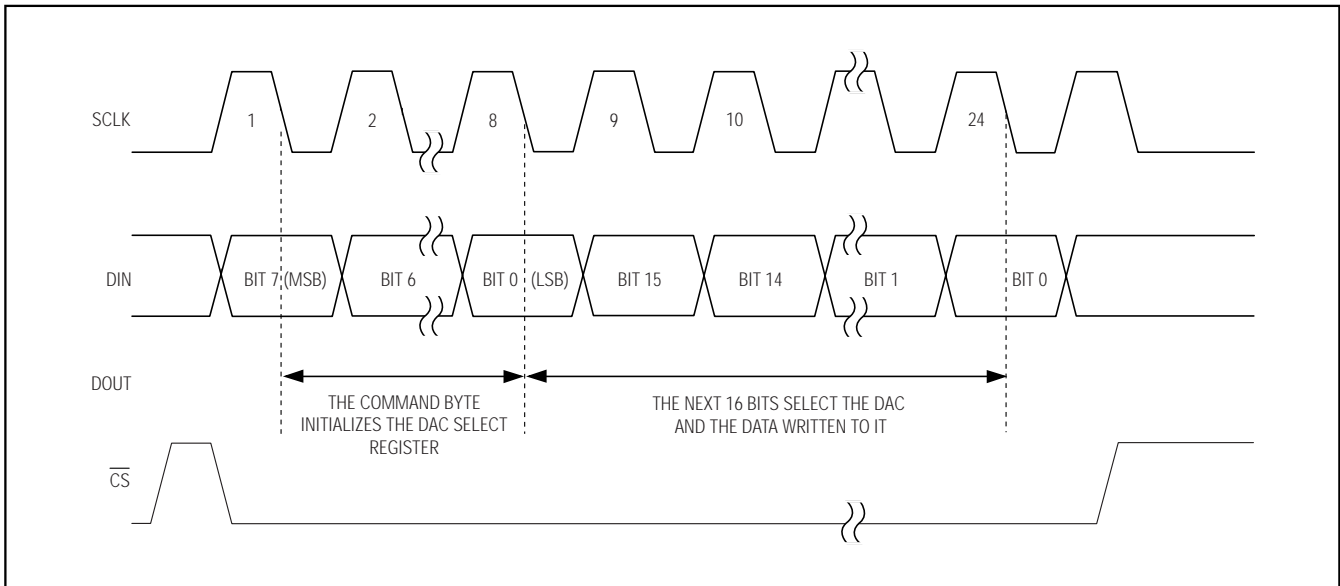 SCLK 1 2 8 9 10 24
DIN BIT 7 (MSB) BIT 6 BIT 0 (LSB) BIT 15 BIT 14 BIT 1 BIT 0
DOUT
THE COMMAND BYTE
INITIALIZES THE DAC SELECT
REGISTER
THE NEXT 16 BITS SELECT THE DAC
AND THE DATA WRITTEN TO IT
CS